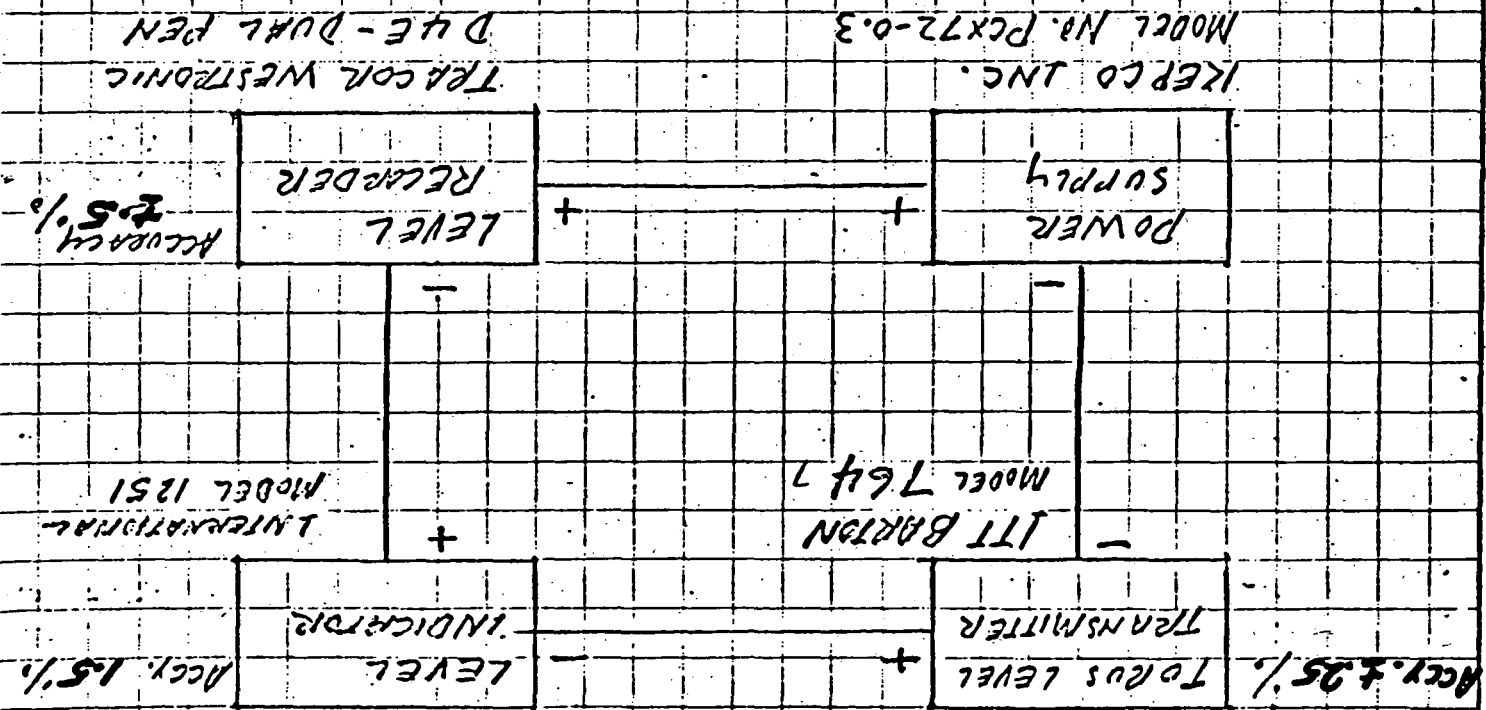 ACCY. ±.25%
TORUS LEVEL
TRANSMITTER
+
-
LEVEL
INDICATOR
ACCY. 1.5%
-
ITT BARTON
MODEL 764
+
INTERNATIONAL
MODEL 1251
-
POWER
SUPPLY
+
-
+
LEVEL
RECORDER
ACCURACY
±.5%
KEPCO INC.
MODEL NO. PCX72-0.3
TRACOR WESTRONIC
D4E - DUAL PEN